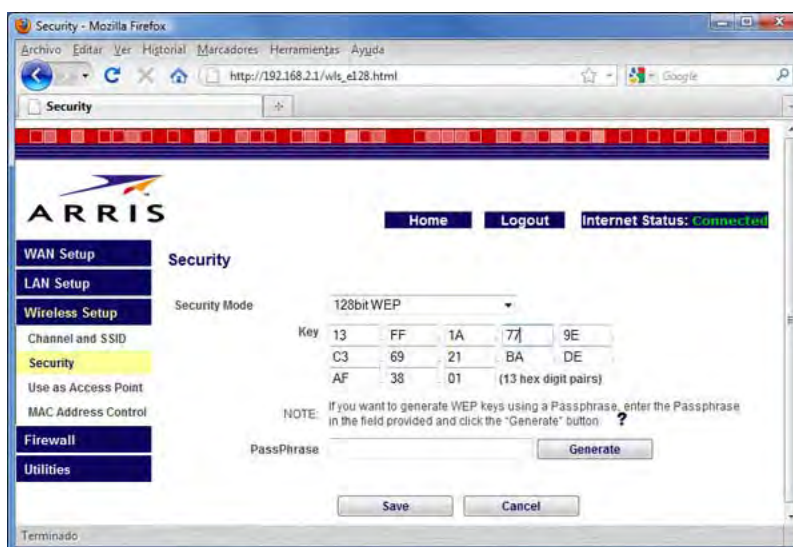 Security - Mozilla Firefox
Archivo Editar Ver Historial Marcadores Herramientas Ayuda
http://192.168.2.1/wls_e128.html
Google
Security
ARRIS
Home Logout Internet Status: Connected
WAN Setup
LAN Setup
Wireless Setup
Channel and SSID
Security
Use as Access Point
MAC Address Control
Firewall
Utilities
Security
Security Mode 128bit WEP
Key 13 FF 1A 77 9E
C3 69 21 BA DE
AF 38 01 (13 hex digit pairs)
NOTE: If you want to generate WEP keys using a Passphrase, enter the Passphrase
in the field provided and click the "Generate" button ?
PassPhrase Generate
Save Cancel
Terminado